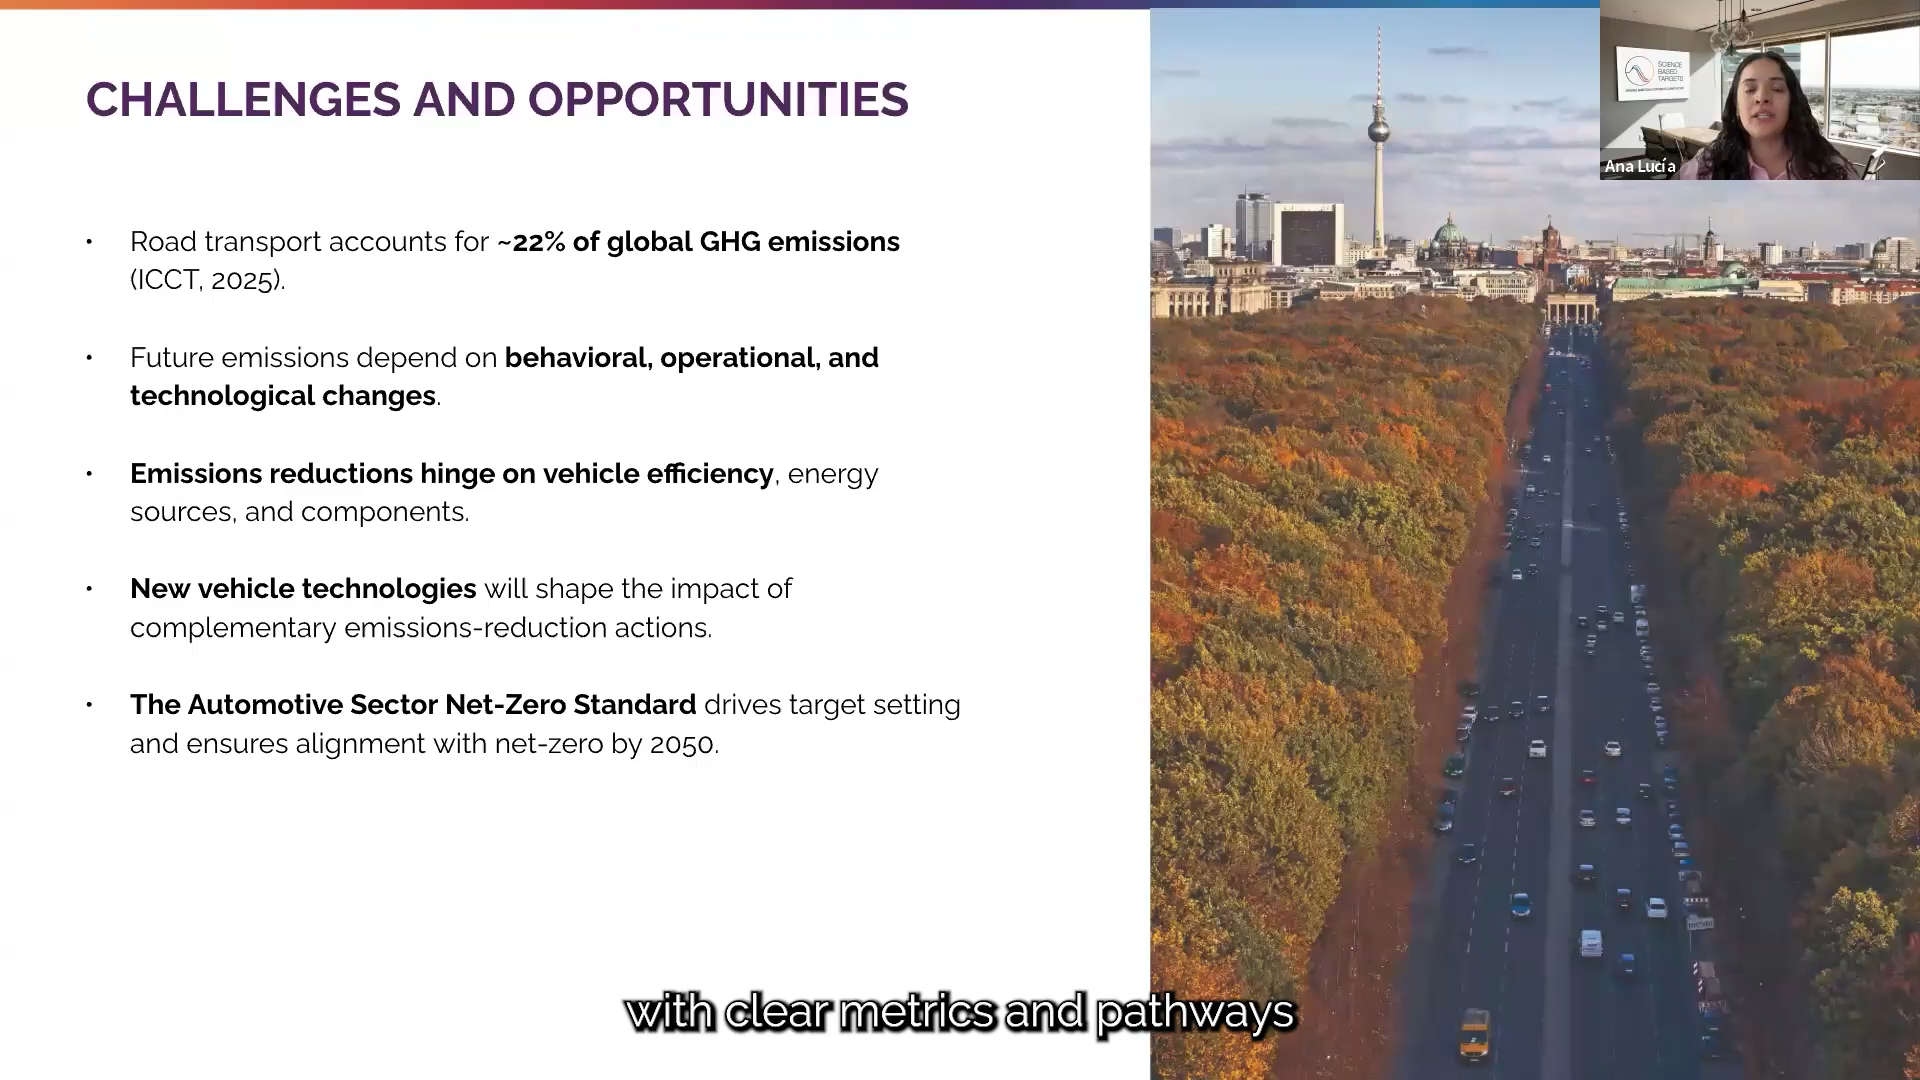 CHALLENGES AND OPPORTUNITIES
SCIENCE
BASED
TARGETS
Ana Lucía
• Road transport accounts for ~22% of global GHG emissions
(ICCT, 2025).
• Future emissions depend on behavioral, operational, and
technological changes.
• Emissions reductions hinge on vehicle efficiency, energy
sources, and components.
• New vehicle technologies will shape the impact of
complementary emissions-reduction actions.
• The Automotive Sector Net-Zero Standard drives target setting
and ensures alignment with net-zero by 2050.
with clear metrics and pathways